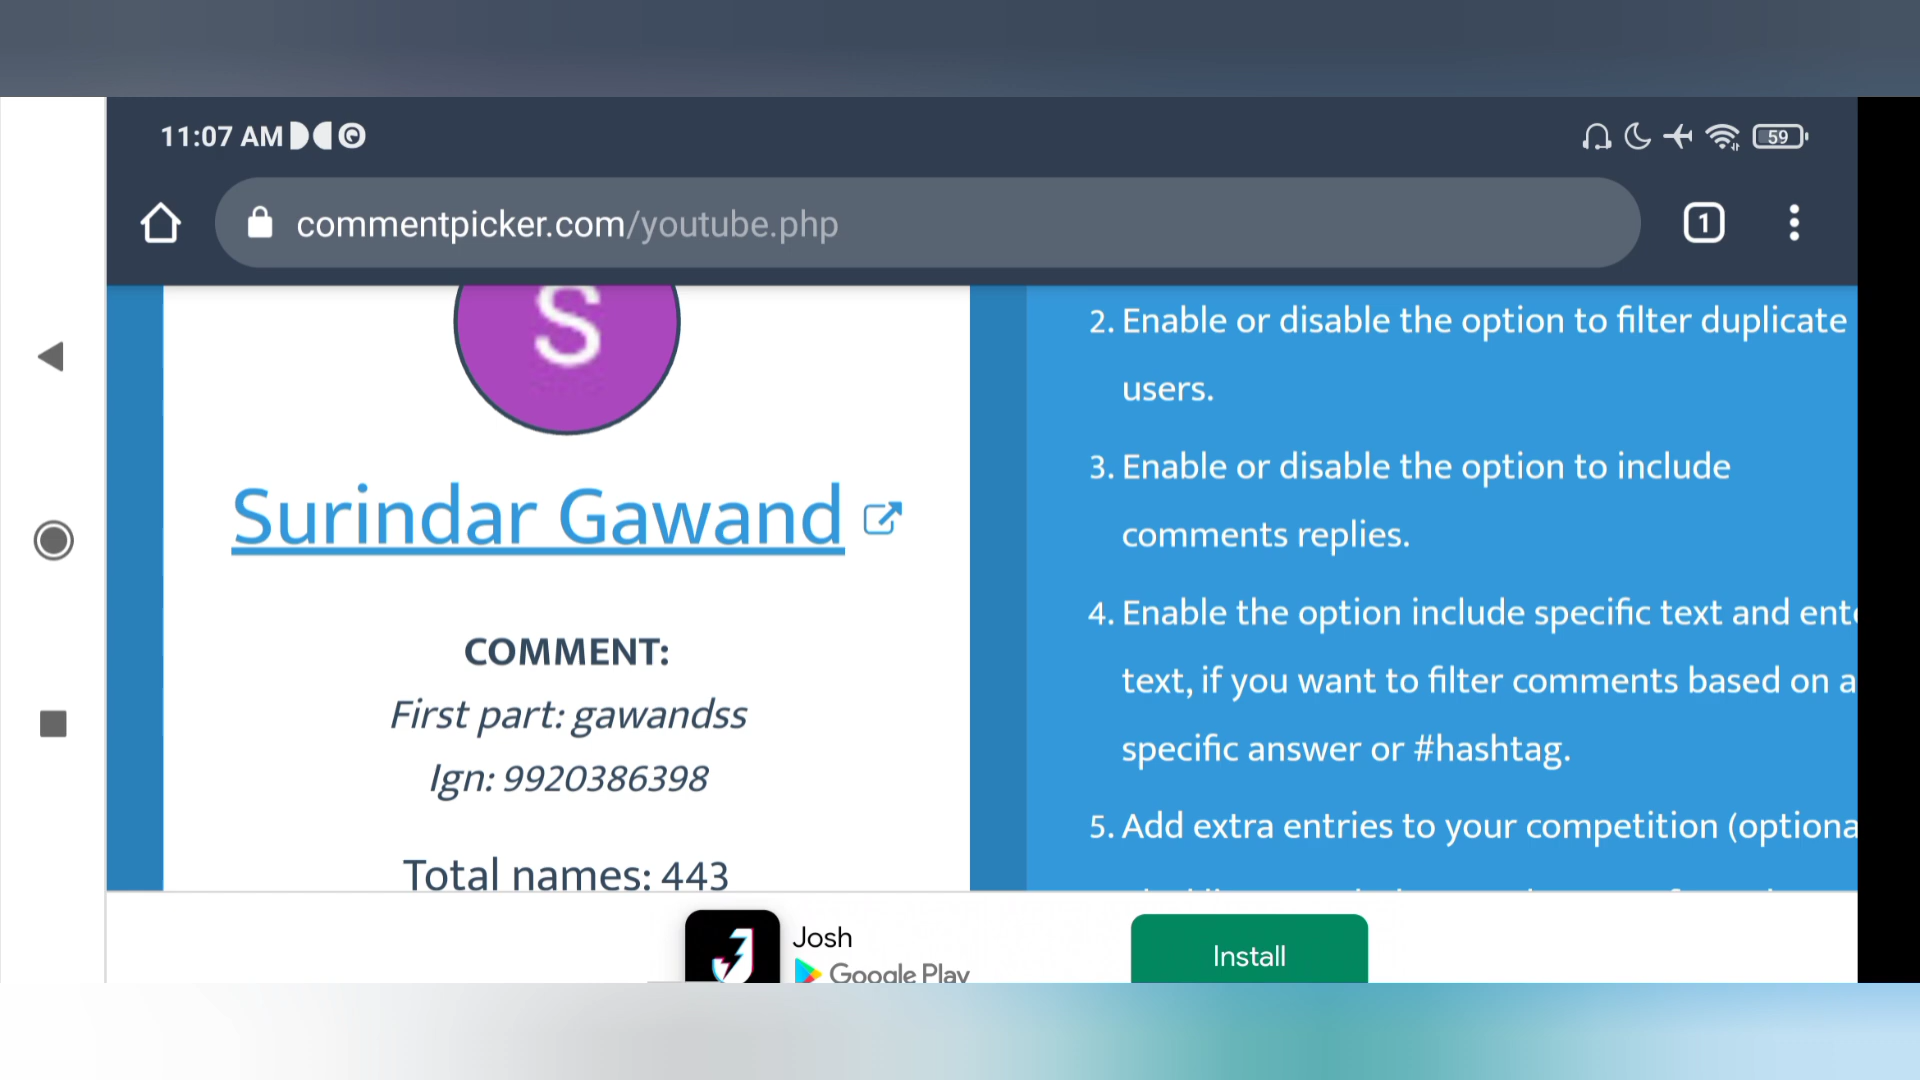 11:07 AM
59
commentpicker.com/youtube.php
1
S
Surindar Gawand
COMMENT:
First part: gawandss
Ign: 9920386398
Total names: 443
2. Enable or disable the option to filter duplicate
users.
3. Enable or disable the option to include
comments replies.
4. Enable the option include specific text and ente
text, if you want to filter comments based on a
specific answer or #hashtag.
5. Add extra entries to your competition (optiona
Josh
Google Play
Install